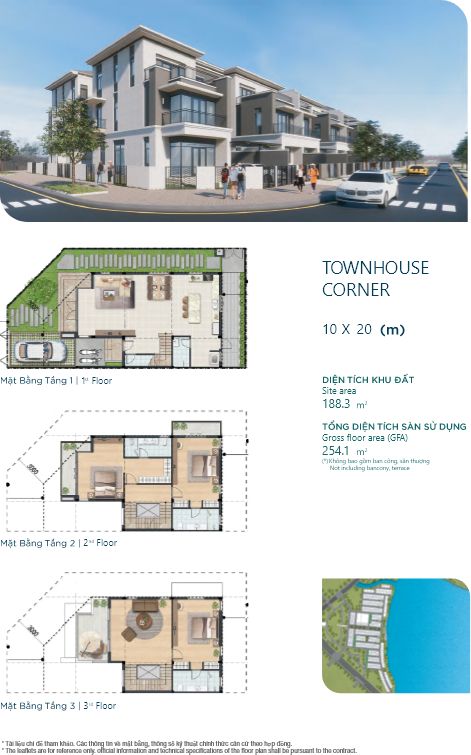 TOWNHOUSE
CORNER
10 X 20 (m)
Mặt Bằng Tầng 1 | 1st Floor
DIỆN TÍCH KHU ĐẤT
Site area
188.3 m²
TỔNG DIỆN TÍCH SÀN SỬ DỤNG
Gross floor area (GFA)
254.1 m²
(*) Không bao gồm ban công, sân thượng
Not including bancony, terrace
3000
Mặt Bằng Tầng 2 | 2nd Floor
3000
Mặt Bằng Tầng 3 | 3rd Floor
* Tài liệu chỉ để tham khảo. Các thông tin về mặt bằng, thông số kỹ thuật chính thức căn cứ theo hợp đồng.
* The leaflets are for reference only, official information and technical specifications of the floor plan shall be pursuant to the contract.